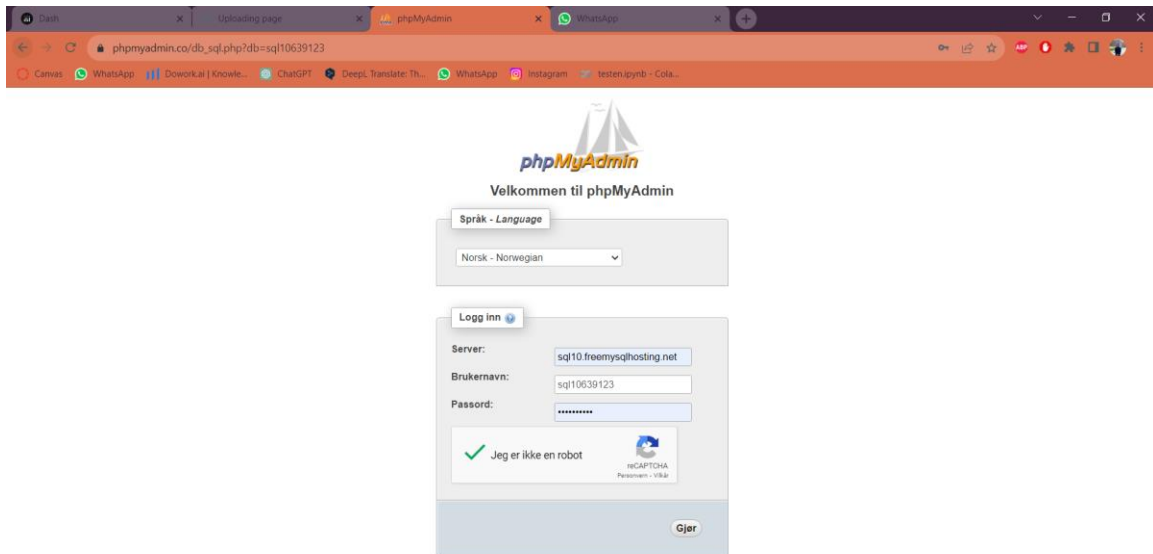 Dash Uploading page phpMyAdmin WhatsApp
phpmyadmin.co/db_sql.php?db=sql10639123
Canvas WhatsApp Dowork.ai | Knowle... ChatGPT DeepL Translate: Th... WhatsApp Instagram testen.ipynb - Cola...
phpMyAdmin
Velkommen til phpMyAdmin
Språk - Language
Norsk - Norwegian
Logg inn
Server: sql10.freemysqlhosting.net
Brukernavn: sql10639123
Passord: ••••••••••
Jeg er ikke en robot
reCAPTCHA
Personvern - Vilkår
Gjør